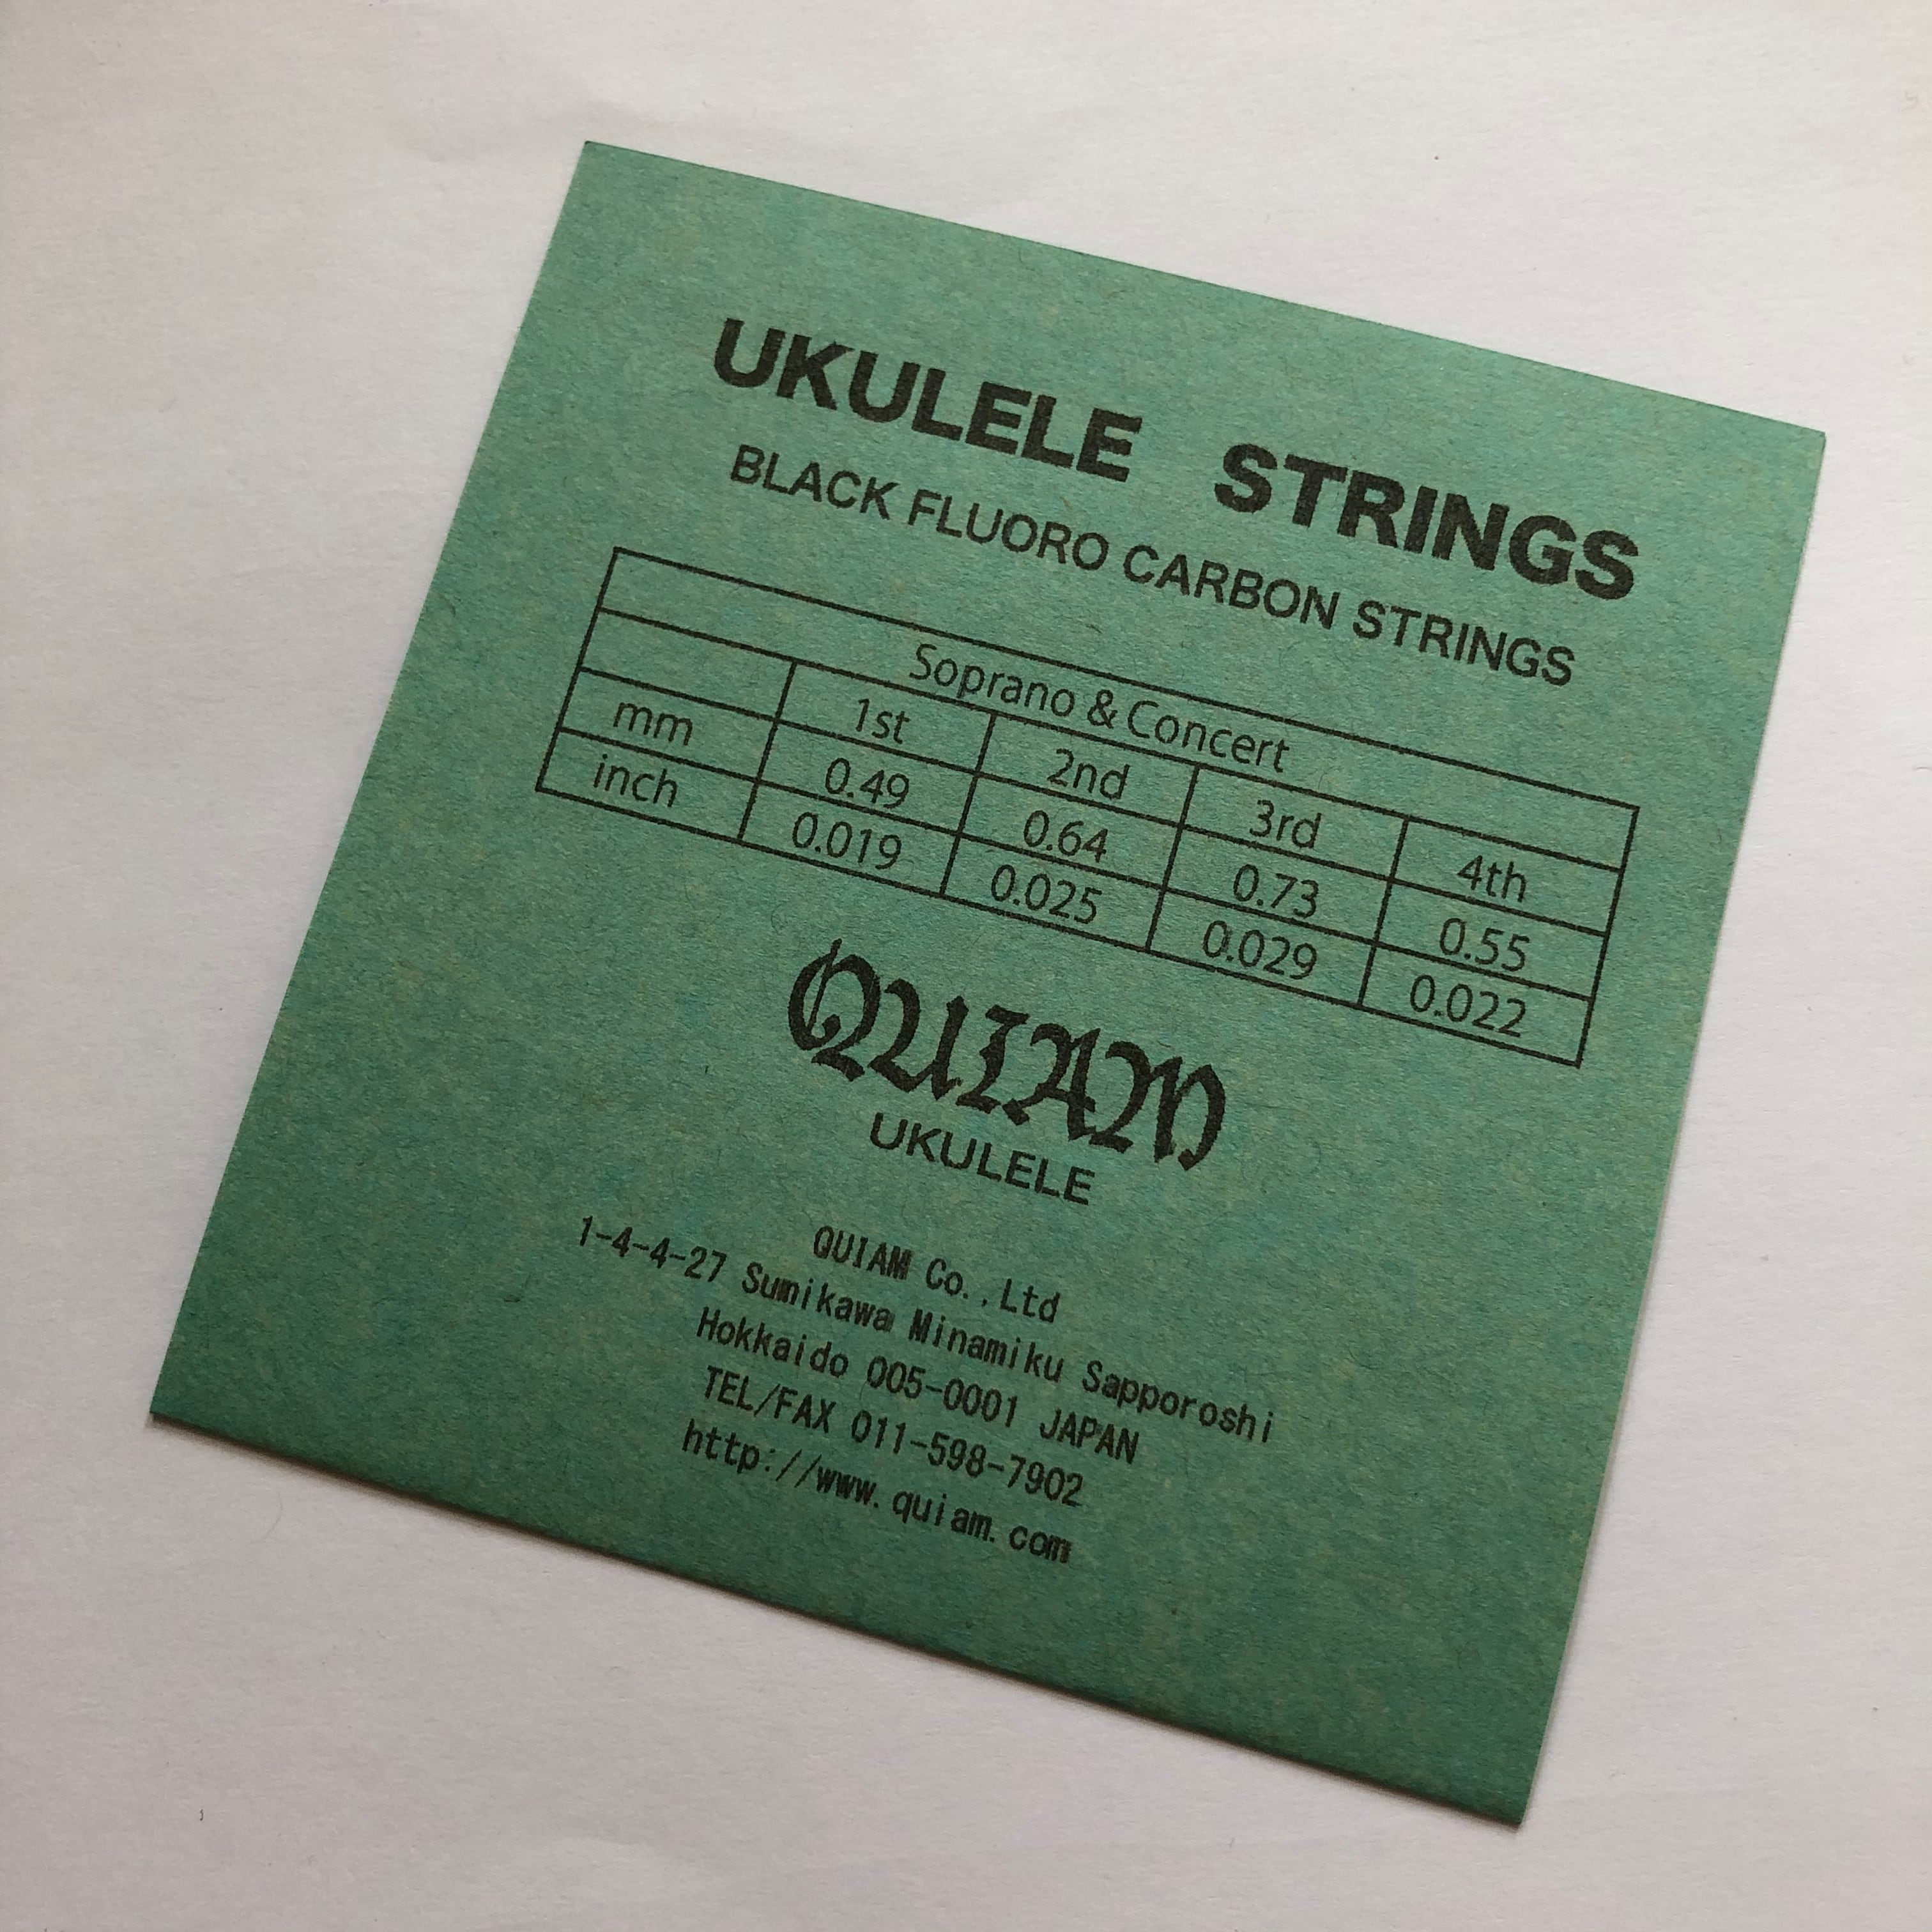 UKULELE STRINGS
BLACK FLUORO CARBON STRINGS
Soprano & Concert
1st 2nd 3rd 4th
mm 0.49 0.64 0.73 0.55
inch 0.019 0.025 0.029 0.022
QUIAM
UKULELE
QUIAM Co.,Ltd
1-4-4-27 Sumikawa Minamiku Sapporoshi
Hokkaido 005-0001 JAPAN
TEL/FAX 011-598-7902
http://www.quiam.com